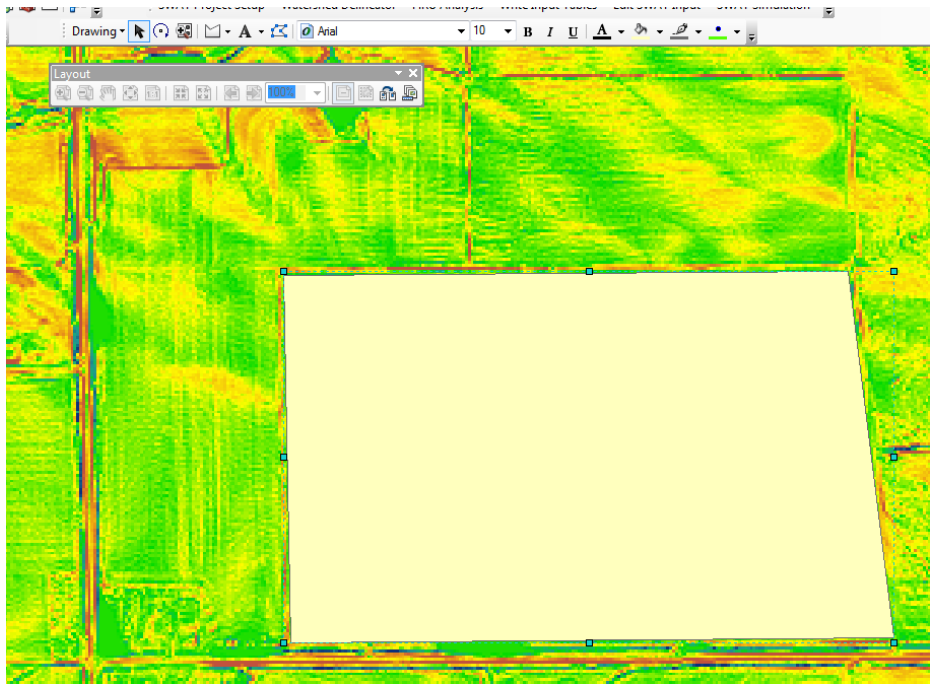 SWAT Project Setup Watershed Delineator HRU Analysis Write Input Tables Edit SWAT Input SWAT Simulation
Drawing A Arial 10 B I U A
Layout
100%